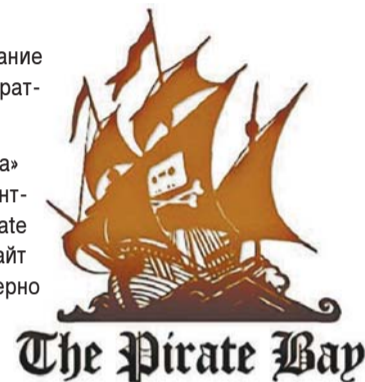 ание
рат-
а»
нт-
ate
айт
ерно
The Pirate Bay